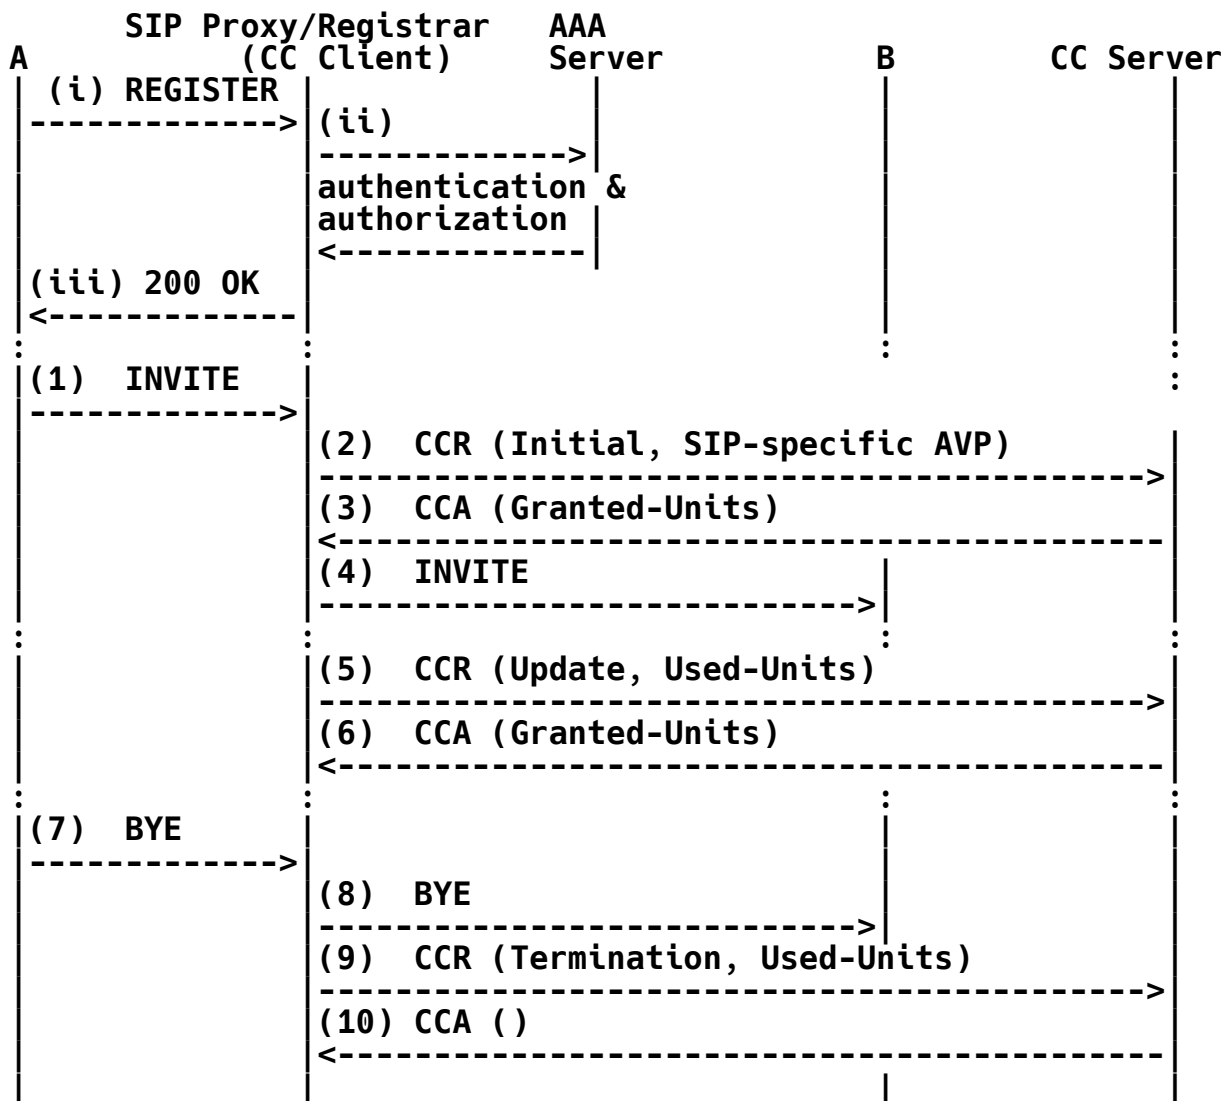 SIP Proxy/Registrar   AAA
A           (CC Client)     Server           B        CC Server
(i) REGISTER
(ii)
authentication &
authorization
(iii) 200 OK
(1)  INVITE
(2)  CCR (Initial, SIP-specific AVP)
(3)  CCA (Granted-Units)
(4)  INVITE
(5)  CCR (Update, Used-Units)
(6)  CCA (Granted-Units)
(7)  BYE
(8)  BYE
(9)  CCR (Termination, Used-Units)
(10) CCA ()